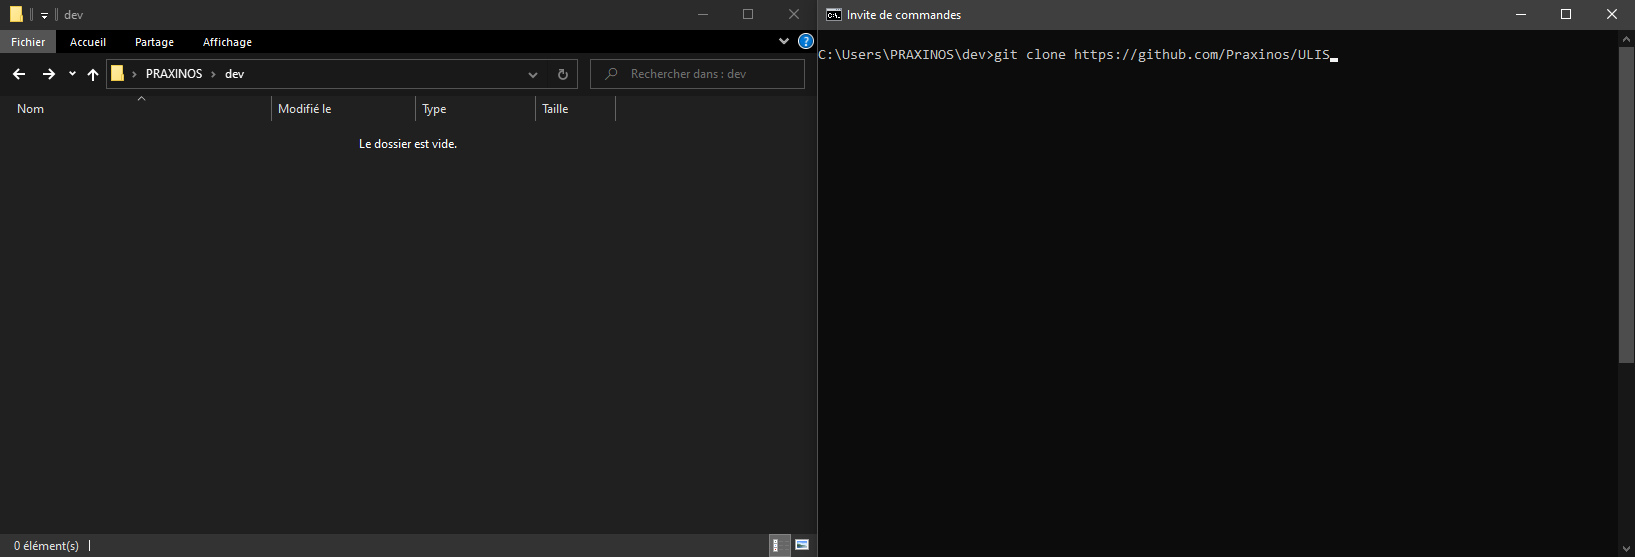 dev
Fichier Accueil Partage Affichage
PRAXINOS dev
Rechercher dans : dev
Nom Modifié le Type Taille
Le dossier est vide.
0 élément(s)
Invite de commandes
C:\Users\PRAXINOS\dev>git clone https://github.com/Praxinos/ULIS